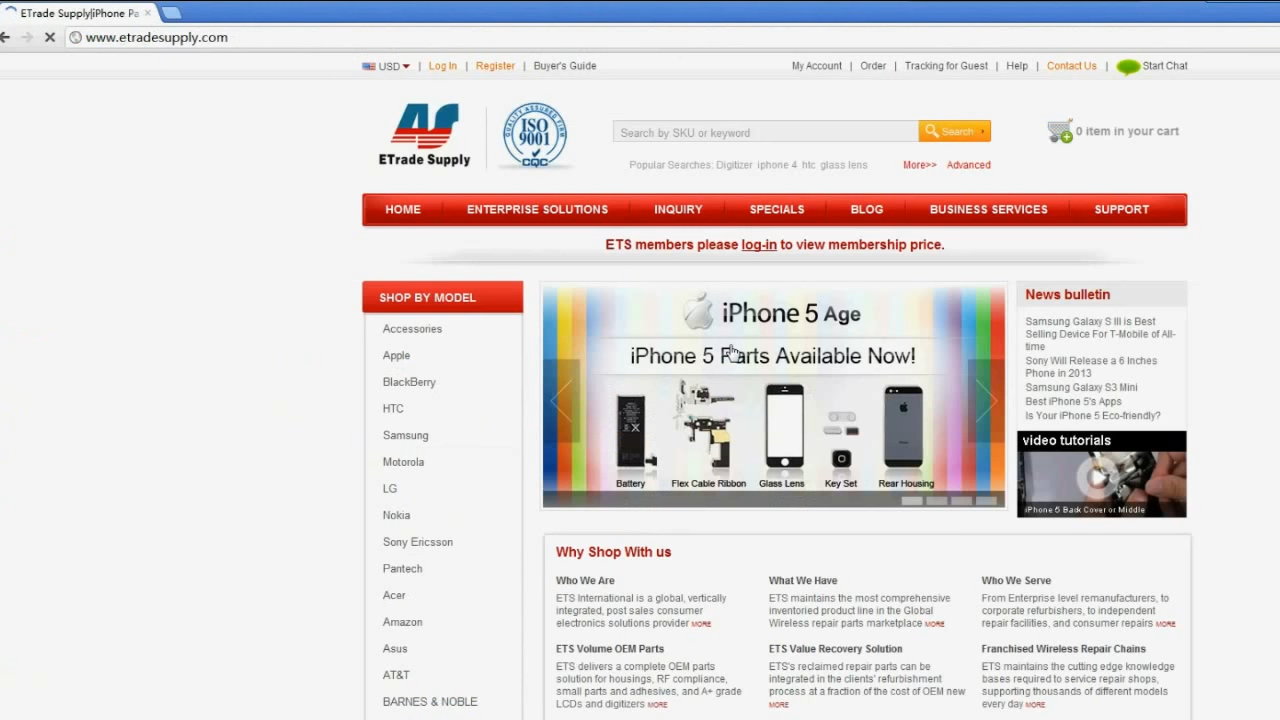 ETrade Supply|iPhone Pa
www.etradesupply.com
USD | Log In | Register | Buyer's Guide
My Account | Order | Tracking for Guest | Help | Contact Us | Start Chat
ETrade Supply
QUALITY ASSURED FIRM
ISO
9001
CQC
Search by SKU or keyword
Search
0 item in your cart
Popular Searches: Digitizer iphone 4 htc glass lens
More>> Advanced
HOME ENTERPRISE SOLUTIONS INQUIRY SPECIALS BLOG BUSINESS SERVICES SUPPORT
ETS members please log-in to view membership price.
SHOP BY MODEL
Accessories
Apple
BlackBerry
HTC
Samsung
Motorola
LG
Nokia
Sony Ericsson
Pantech
Acer
Amazon
Asus
AT&T
BARNES & NOBLE
iPhone 5 Age
iPhone 5 Parts Available Now!
Battery Flex Cable Ribbon Glass Lens Key Set Rear Housing
News bulletin
Samsung Galaxy S III is Best
Selling Device For T-Mobile of All-
time
Sony Will Release a 6 Inches
Phone in 2013
Samsung Galaxy S3 Mini
Best iPhone 5's Apps
Is Your iPhone 5 Eco-friendly?
video tutorials
iPhone 5 Back Cover or Middle
Why Shop With us
Who We Are
ETS International is a global, vertically
integrated, post sales consumer
electronics solutions provider MORE
What We Have
ETS maintains the most comprehensive
inventoried product line in the Global
Wireless repair parts marketplace MORE
Who We Serve
From Enterprise level remanufacturers, to
corporate refurbishers, to independent
repair facilities, and consumer repairs MORE
ETS Volume OEM Parts
ETS delivers a complete OEM parts
solution for housings, RF compliance,
small parts and adhesives, and A+ grade
LCDs and digitizers MORE
ETS Value Recovery Solution
ETS's reclaimed repair parts can be
integrated in the clients' refurbishment
process at a fraction of the cost of OEM new
MORE
Franchised Wireless Repair Chains
ETS maintains the cutting edge knowledge
bases required to service repair shops,
supporting thousands of different models
every day MORE